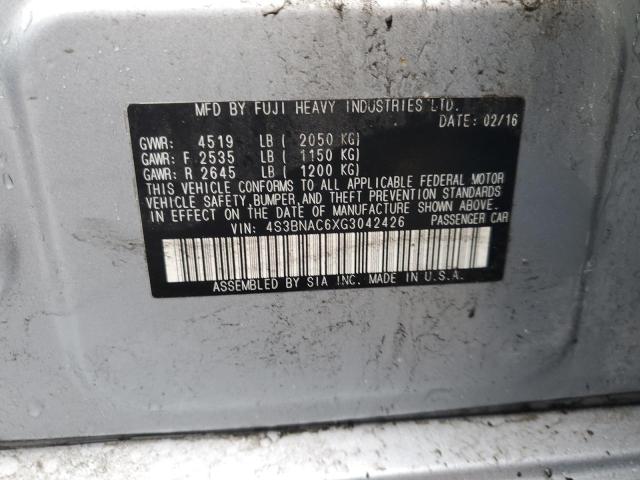 MFD BY FUJI HEAVY INDUSTRIES LTD.
DATE: 02/16
GVWR: 4519 LB ( 2050 KG)
GAWR: F 2535 LB ( 1150 KG)
GAWR: R 2645 LB ( 1200 KG)
THIS VEHICLE CONFORMS TO ALL APPLICABLE FEDERAL MOTOR
VEHICLE SAFETY, BUMPER, AND THEFT PREVENTION STANDARDS
IN EFFECT ON THE DATE OF MANUFACTURE SHOWN ABOVE.
VIN: 4S3BNAC6XG3042426 PASSENGER CAR
ASSEMBLED BY SIA INC. MADE IN U.S.A.